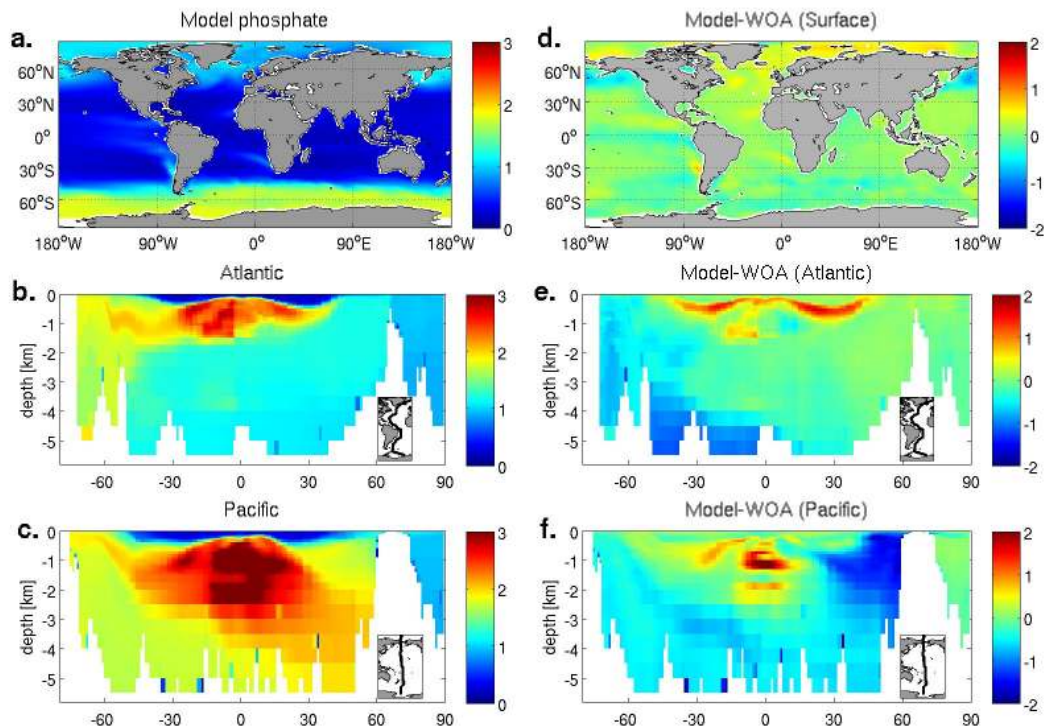 a.
Model phosphate
60°N
30°N
0°
30°S
60°S
180°W 90°W 0° 90°E 180°W
3
2
1
0
d.
Model-WOA (Surface)
60°N
30°N
0°
30°S
60°S
180°W 90°W 0° 90°E 180°W
2
1
0
-1
-2
b.
Atlantic
depth [km]
0
-1
-2
-3
-4
-5
-60 -30 0 30 60 90
3
2
1
0
e.
Model-WOA (Atlantic)
depth [km]
0
-1
-2
-3
-4
-5
-60 -30 0 30 60 90
2
1
0
-1
-2
c.
Pacific
depth [km]
0
-1
-2
-3
-4
-5
-60 -30 0 30 60 90
3
2
1
0
f.
Model-WOA (Pacific)
depth [km]
0
-1
-2
-3
-4
-5
-60 -30 0 30 60 90
2
1
0
-1
-2